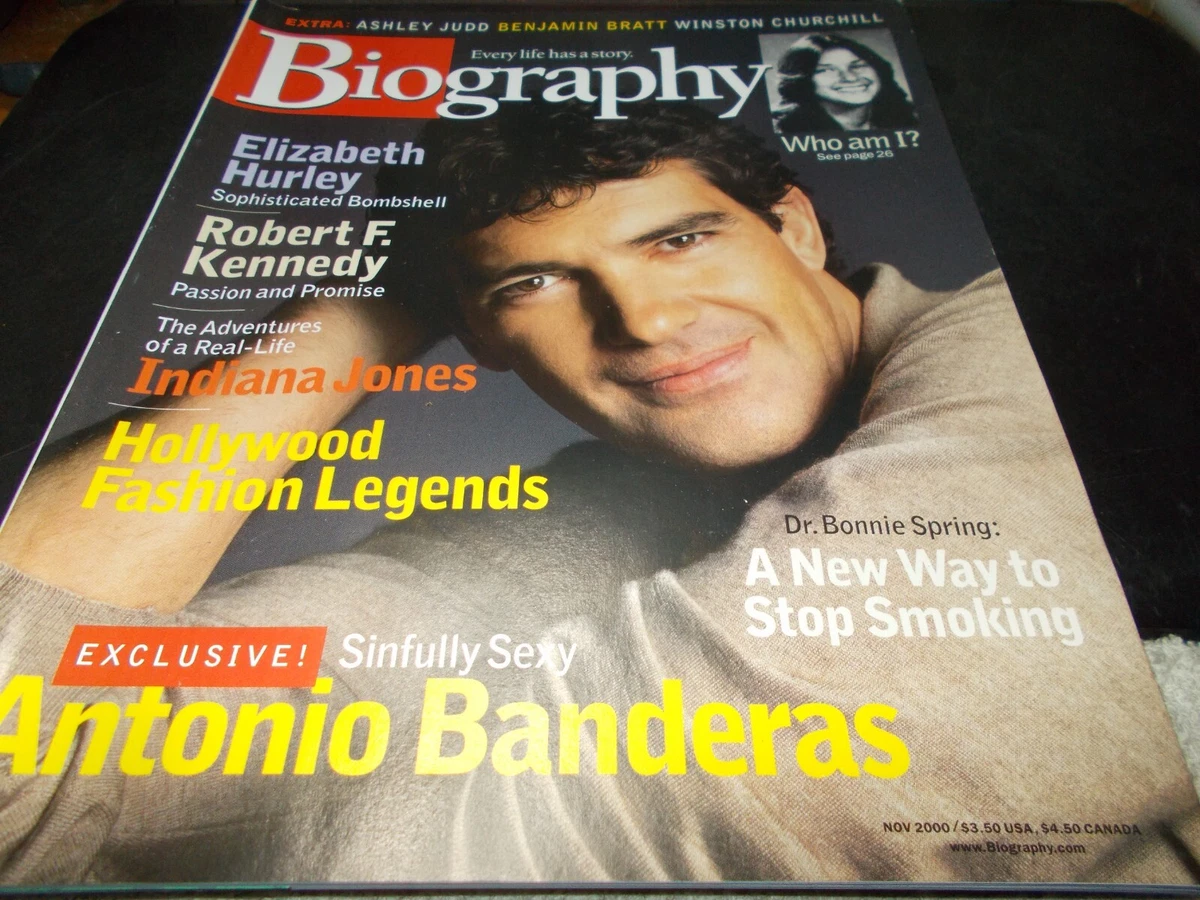 EXTRA: ASHLEY JUDD BENJAMIN BRATT WINSTON CHURCHILL
Every life has a story.
Biography
Who am I?
See page 26
Elizabeth
Hurley
Sophisticated Bombshell
Robert F.
Kennedy
Passion and Promise
The Adventures
of a Real-Life
Indiana Jones
Hollywood
Fashion Legends
Dr. Bonnie Spring:
A New Way to
Stop Smoking
EXCLUSIVE! Sinfully Sexy
Antonio Banderas
NOV 2000 / $3.50 USA, $4.50 CANADA
www.Biography.com